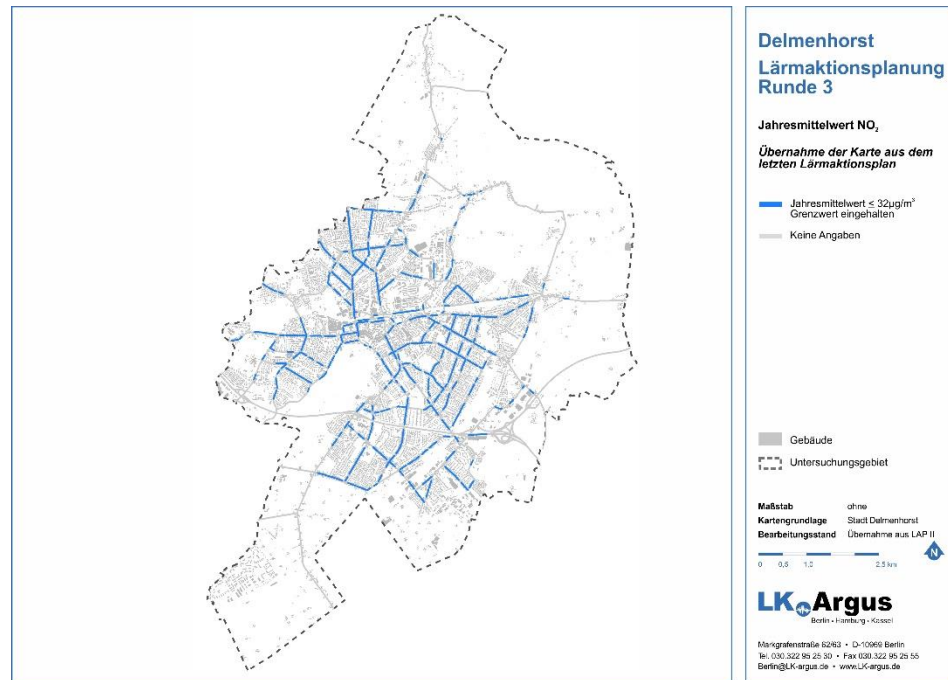 Delmenhorst
Lärmaktionsplanung
Runde 3
Jahresmittelwert NO₂
Übernahme der Karte aus dem
letzten Lärmaktionsplan
Jahresmittelwert ≤ 32µg/m³
Grenzwert eingehalten
Keine Angaben
Gebäude
Untersuchungsgebiet
Maßstab ohne
Kartengrundlage Stadt Delmenhorst
Bearbeitungsstand Übernahme aus LAP II
0 0,5 1,0 2,5 km
N
LK Argus
Berlin • Hamburg • Kassel
Markgrafenstraße 62/63 • D-10969 Berlin
Tel. 030.322 95 25 30 • Fax 030.322 95 25 55
Berlin@LK-argus.de • www.LK-argus.de